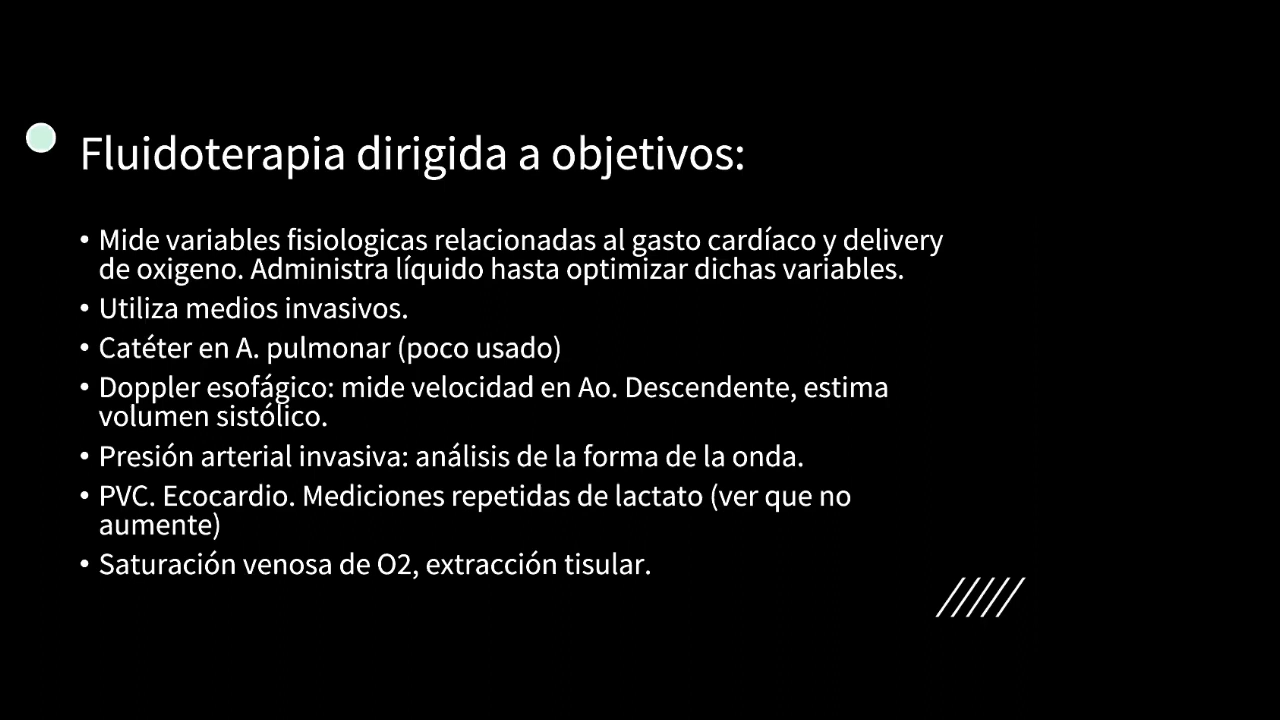 Fluidoterapia dirigida a objetivos:
• Mide variables fisiologicas relacionadas al gasto cardíaco y delivery
de oxigeno. Administra líquido hasta optimizar dichas variables.
• Utiliza medios invasivos.
• Catéter en A. pulmonar (poco usado)
• Doppler esofágico: mide velocidad en Ao. Descendente, estima
volumen sistólico.
• Presión arterial invasiva: análisis de la forma de la onda.
• PVC. Ecocardio. Mediciones repetidas de lactato (ver que no
aumente)
• Saturación venosa de O2, extracción tisular.